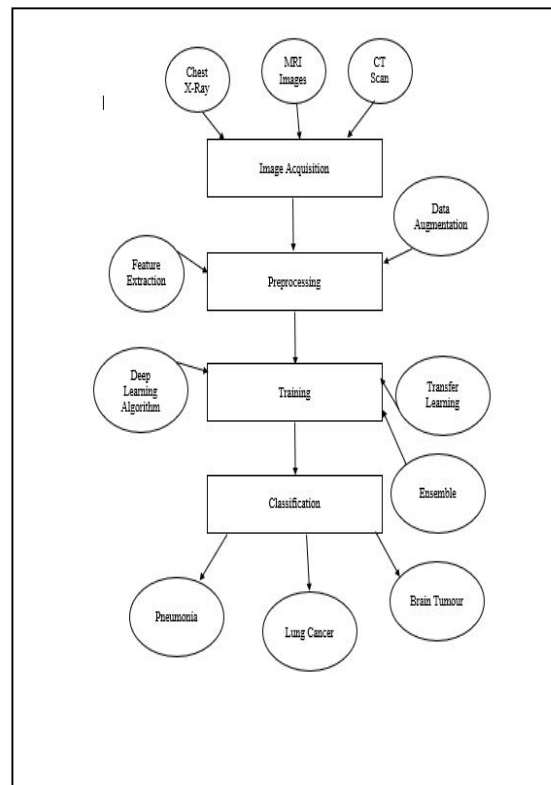 Chest
X-Ray
MRI
Images
CT
Scan
Image Acquisition
Data
Augmentation
Feature
Extraction
Preprocessing
Deep
Learning
Algorithm
Training
Transfer
Learning
Ensemble
Classification
Pneumonia
Lung Cancer
Brain Tumour